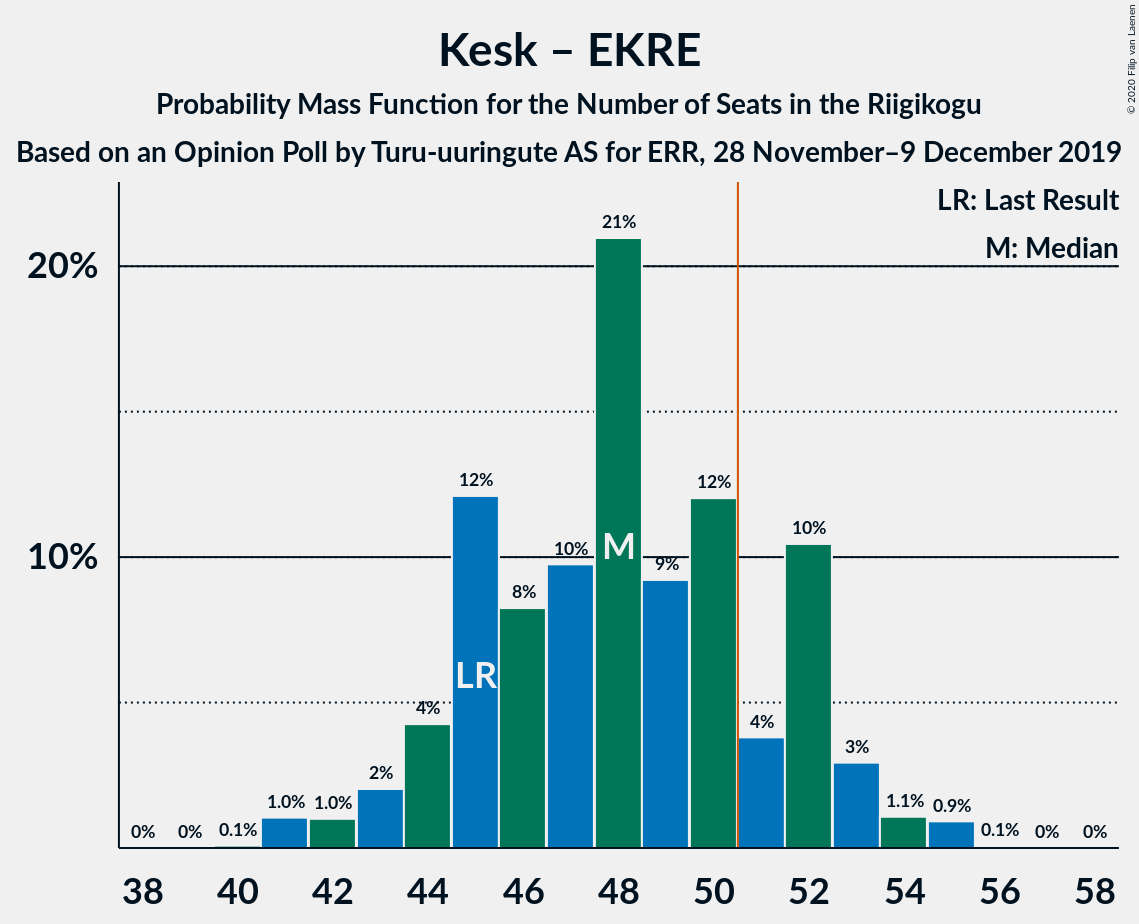 © 2020 Filip van Laenen
Kesk – EKRE
Probability Mass Function for the Number of Seats in the Riigikogu
Based on an Opinion Poll by Turu-uuringute AS for ERR, 28 November–9 December 2019
LR: Last Result
M: Median
20%
10%
0% 0% 0.1% 1.0% 1.0% 2% 4% 12% 8% 10% 21% 9% 12% 4% 10% 3% 1.1% 0.9% 0.1% 0% 0%
LR
M
38 40 42 44 46 48 50 52 54 56 58